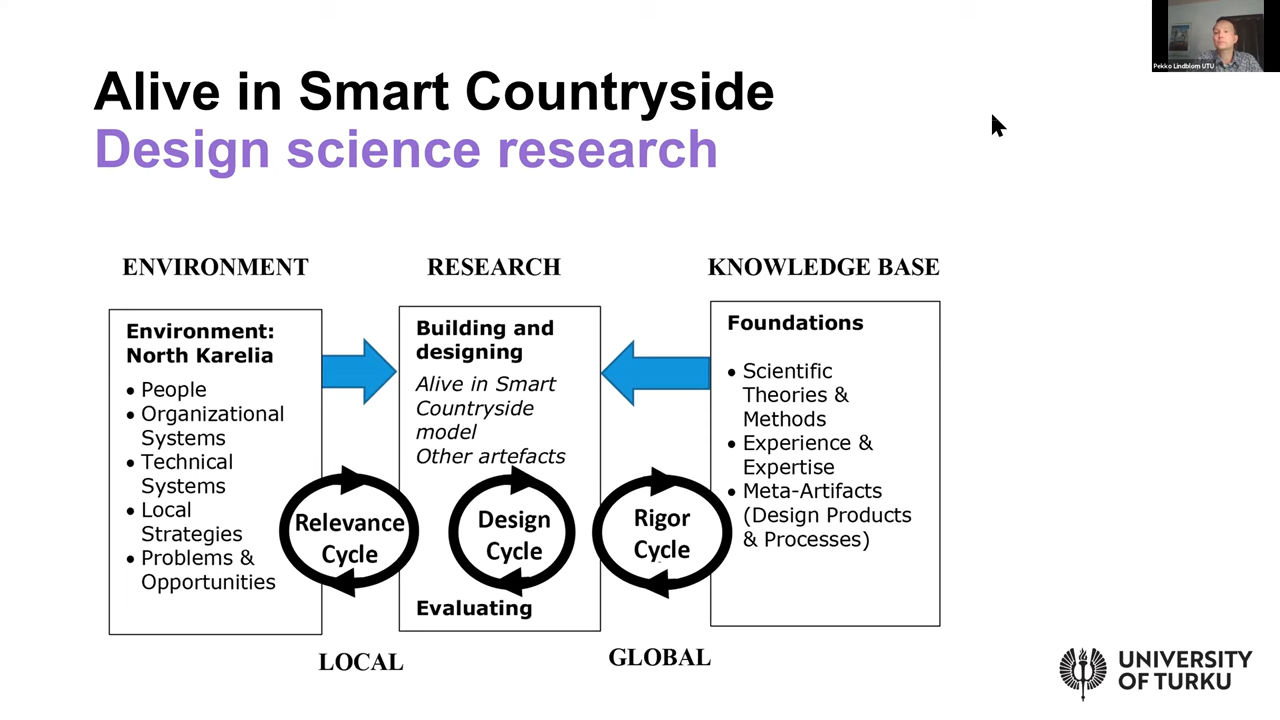 Pekko Lindblom UTU
Alive in Smart Countryside
Design science research
ENVIRONMENT
RESEARCH
KNOWLEDGE BASE
Environment:
North Karelia
• People
• Organizational
Systems
• Technical
Systems
• Local
Strategies
• Problems &
Opportunities
Relevance
Cycle
Building and
designing
Alive in Smart
Countryside
model
Other artefacts
Design
Cycle
Evaluating
Rigor
Cycle
Foundations
• Scientific
Theories &
Methods
• Experience &
Expertise
• Meta-Artifacts
(Design Products
& Processes)
LOCAL
GLOBAL
UNIVERSITY
OF TURKU